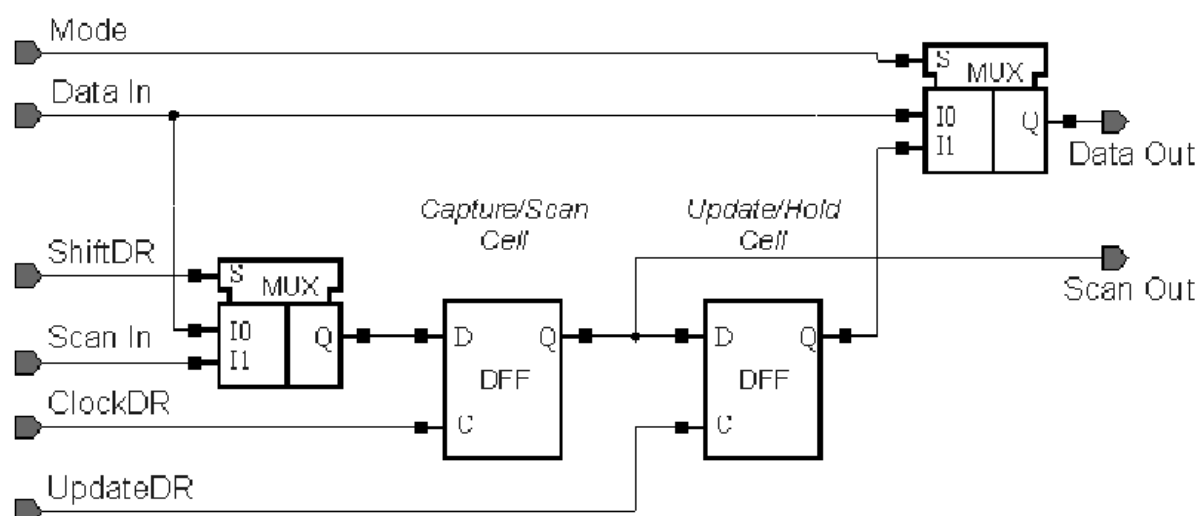 Mode
S
MUX
Data In
I0
Q
I1
Data Out
Capture/Scan
Cell
Update/Hold
Cell
ShiftDR
S
MUX
Scan Out
Scan In
I0
Q
I1
D
Q
DFF
C
D
Q
DFF
C
ClockDR
UpdateDR